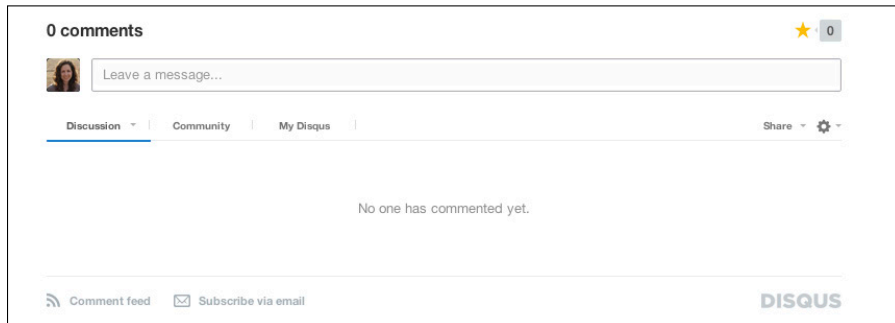 0 comments
0
Leave a message...
Discussion Community My Disqus Share
No one has commented yet.
Comment feed Subscribe via email DISQUS